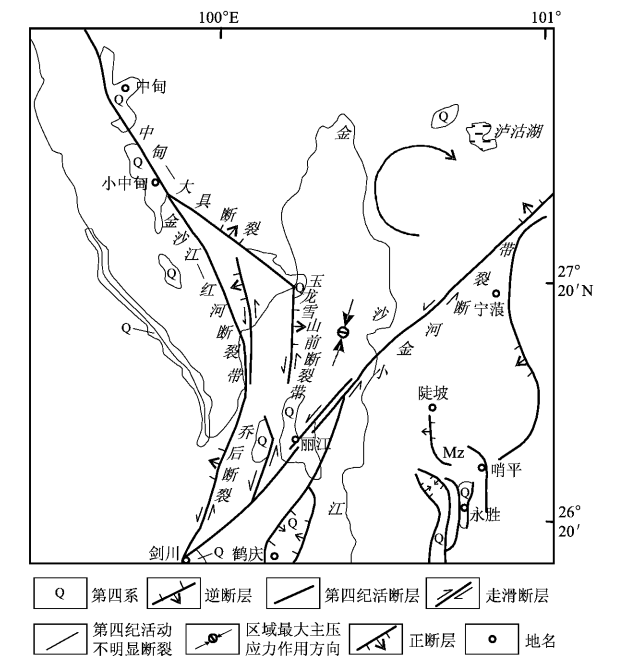 100°E
101°
中甸
Q
Q
泸沽湖
金
中甸—大具断裂
Q
小中甸
金沙江—红河断裂带
Q
27°
20′N
Q
玉龙雪山前断裂带
Q
宁蒗
沙
小金河断裂带
陡坡
Q
乔后断裂
Q
丽江
Mz
哨平
Q
永胜
江
Q
Q
26°
20′
剑川
Q
鹤庆
Q 第四系
逆断层
第四纪活断层
走滑断层
第四纪活动
不明显断裂
区域最大主压
应力作用方向
正断层
地名